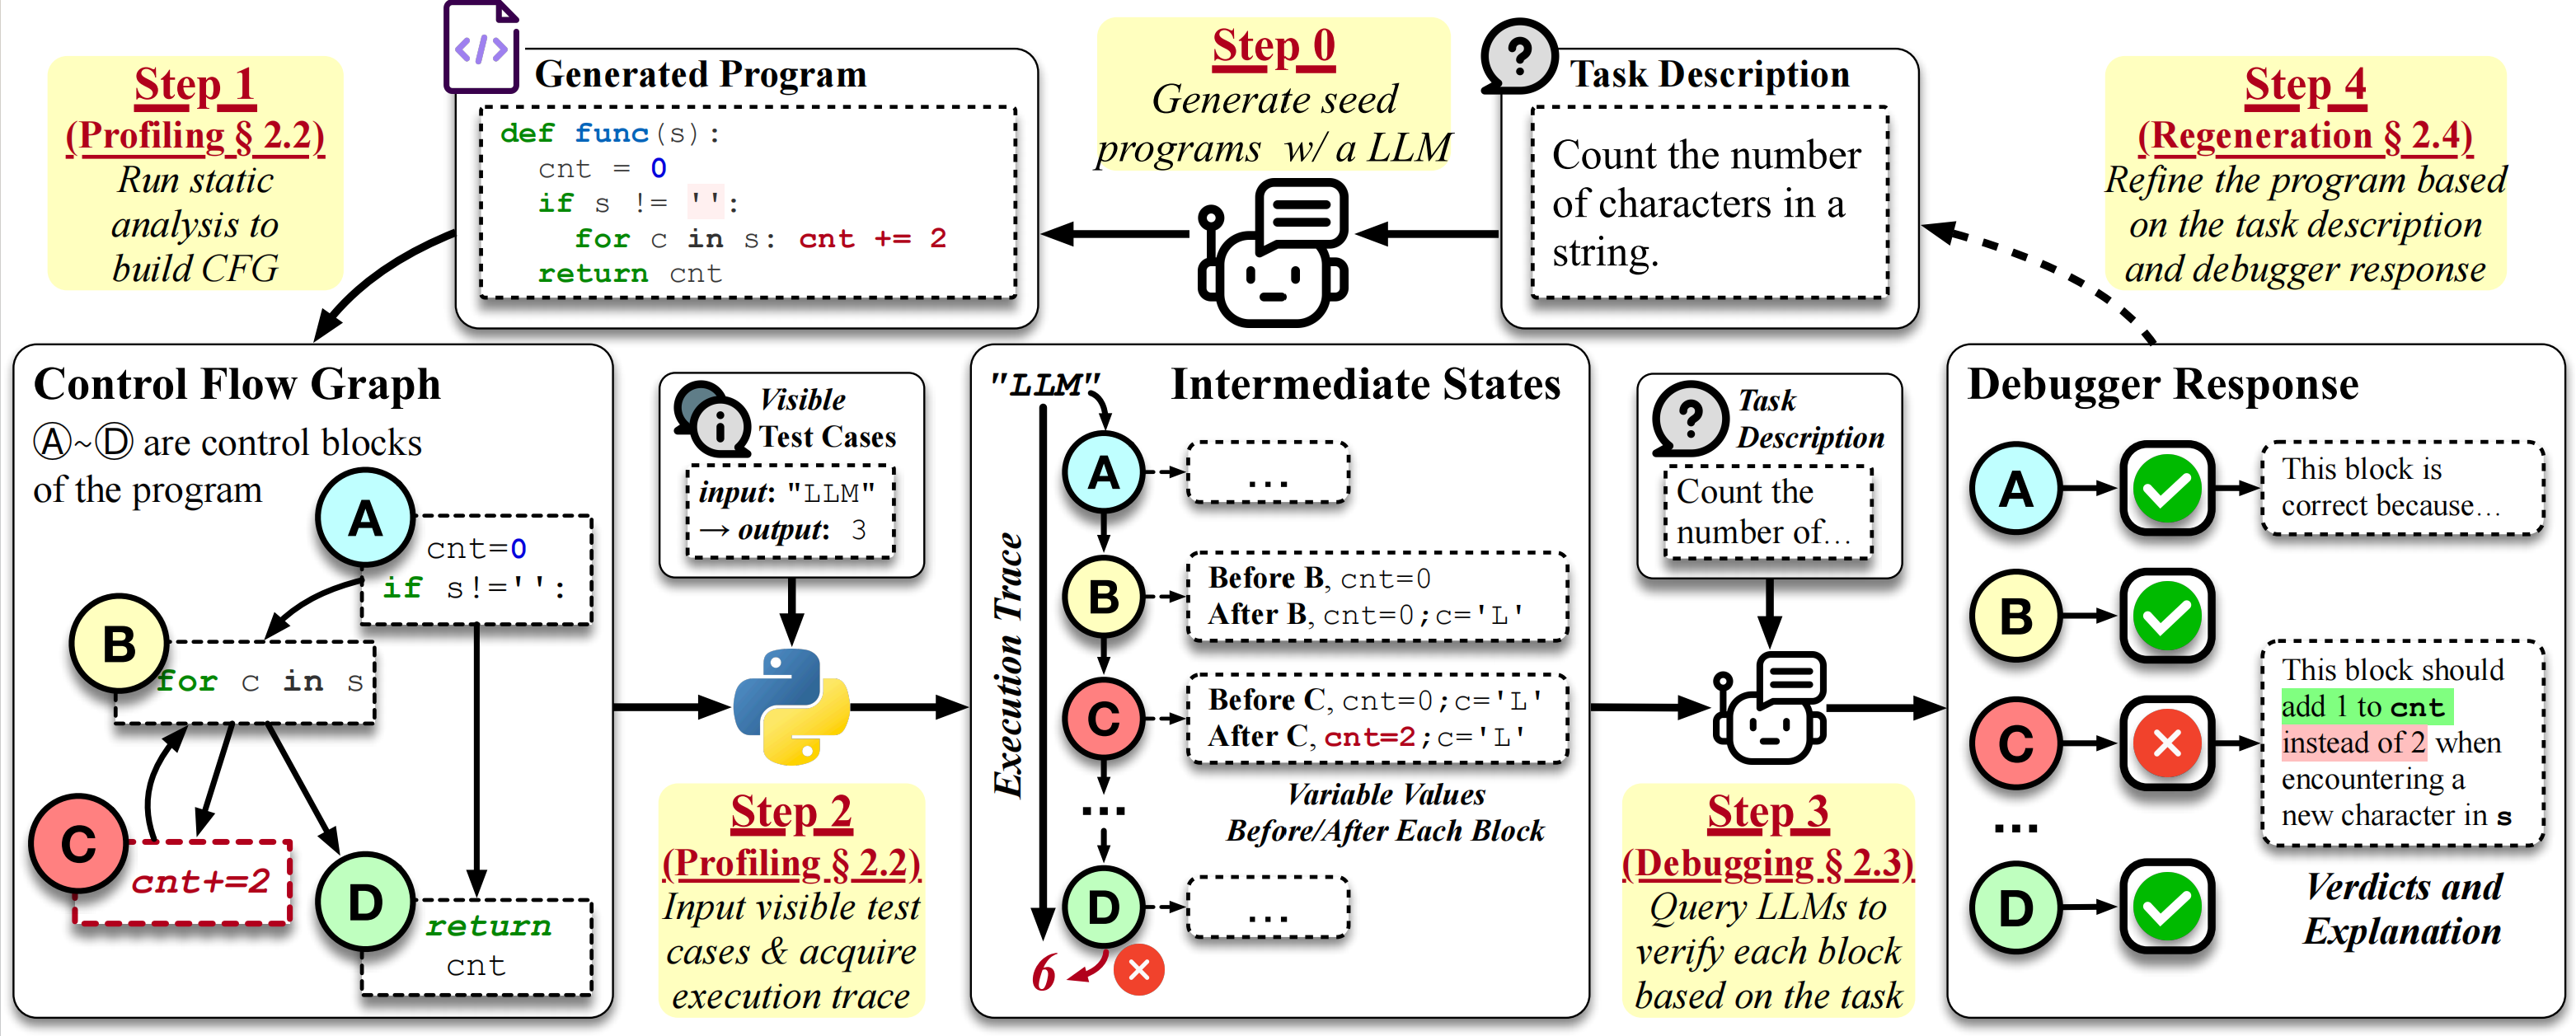 Step 1
(Profiling § 2.2)
Run static
analysis to
build CFG
</>
Generated Program
def func(s):
cnt = 0
if s != '':
for c in s: cnt += 2
return cnt
Step 0
Generate seed
programs w/ a LLM
?
Task Description
Count the number
of characters in a
string.
Step 4
(Regeneration § 2.4)
Refine the program based
on the task description
and debugger response
Control Flow Graph
Ⓐ~Ⓓ are control blocks
of the program
A
cnt=0
if s!='':
B
for c in s
C
cnt+=2
D
return
cnt
i
Visible
Test Cases
input: "LLM"
→ output: 3
Step 2
(Profiling § 2.2)
Input visible test
cases & acquire
execution trace
"LLM"
Intermediate States
Execution Trace
A
...
B
Before B, cnt=0
After B, cnt=0;c='L'
C
Before C, cnt=0;c='L'
After C, cnt=2;c='L'
...
Variable Values
Before/After Each Block
D
...
6
?
Task
Description
Count the
number of...
Step 3
(Debugging § 2.3)
Query LLMs to
verify each block
based on the task
Debugger Response
A
This block is
correct because...
B
C
This block should
add 1 to cnt
instead of 2 when
encountering a
new character in s
...
D
Verdicts and
Explanation